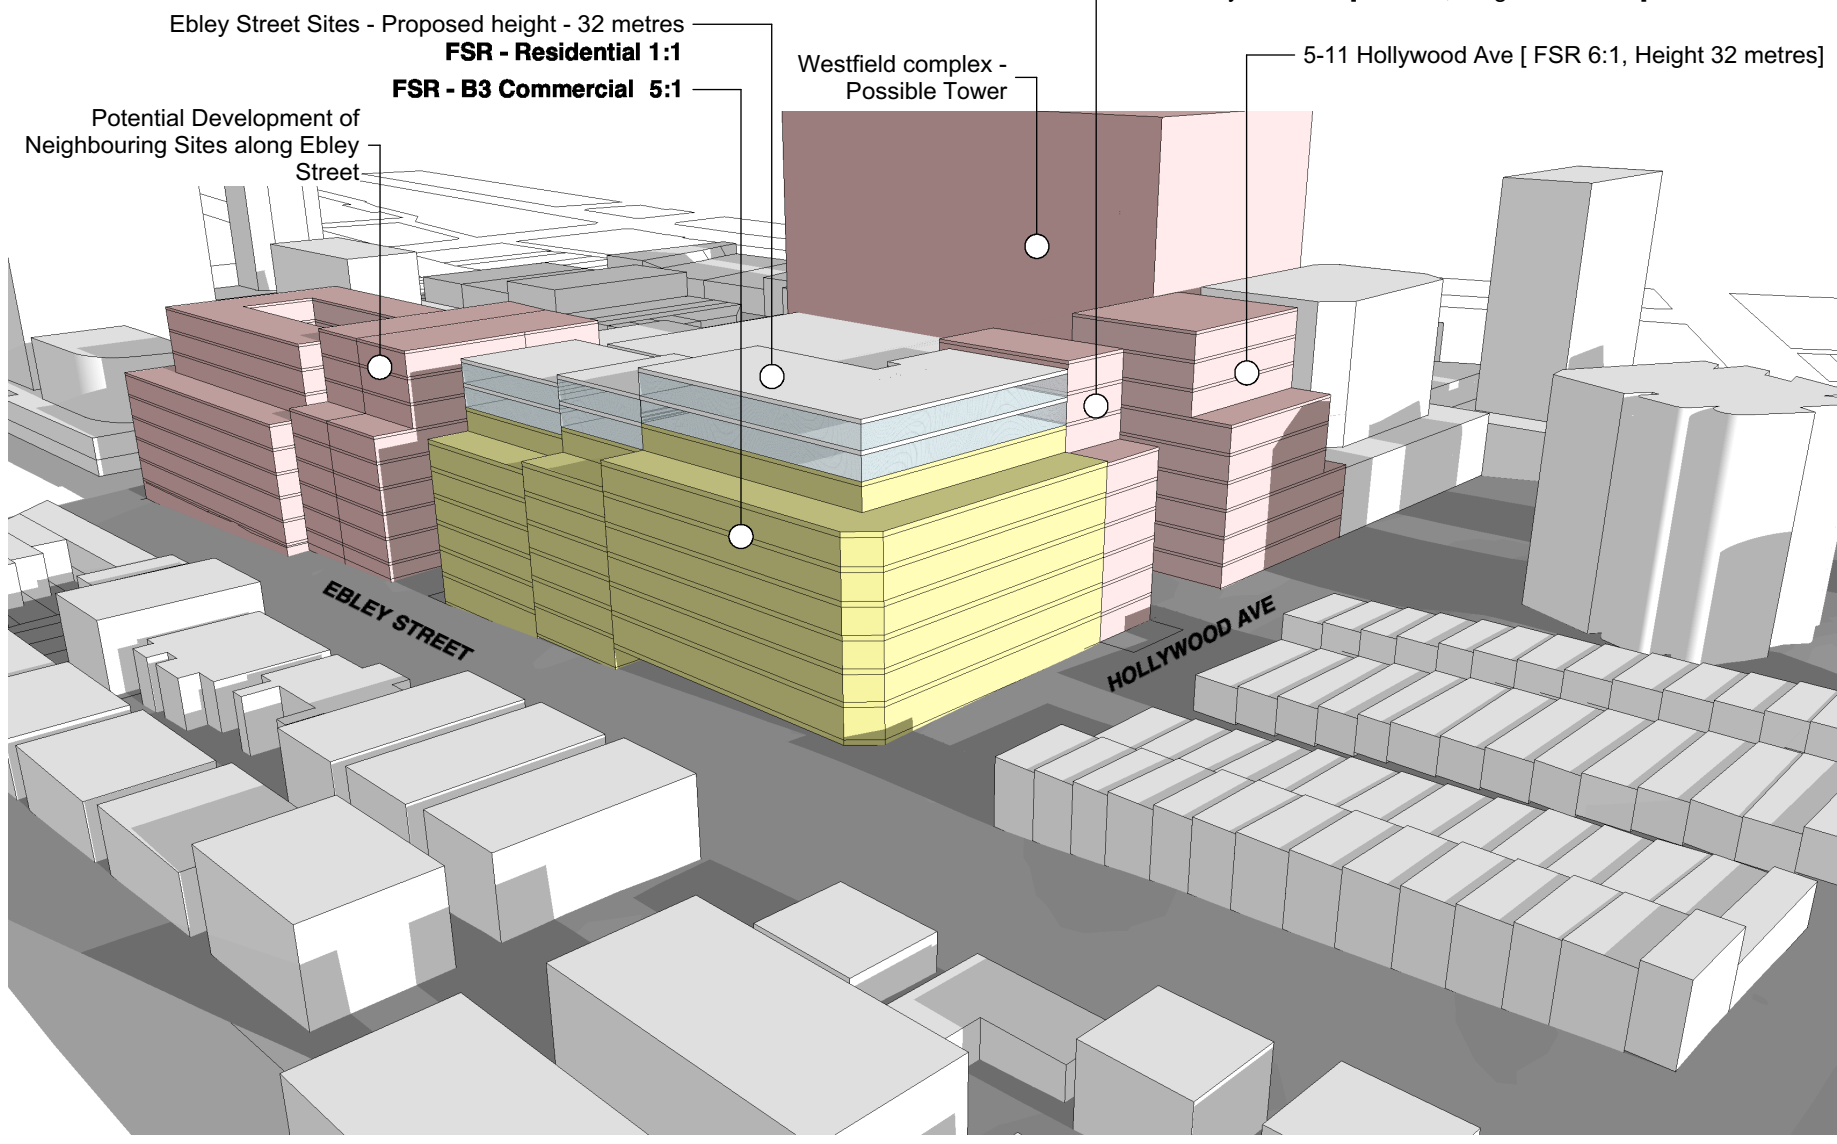 Ebley Street Sites - Proposed height - 32 metres
FSR - Residential 1:1
FSR - B3 Commercial 5:1
Potential Development of
Neighbouring Sites along Ebley
Street
Westfield complex -
Possible Tower
5-11 Hollywood Ave [ FSR 6:1, Height 32 metres]
EBLEY STREET
HOLLYWOOD AVE